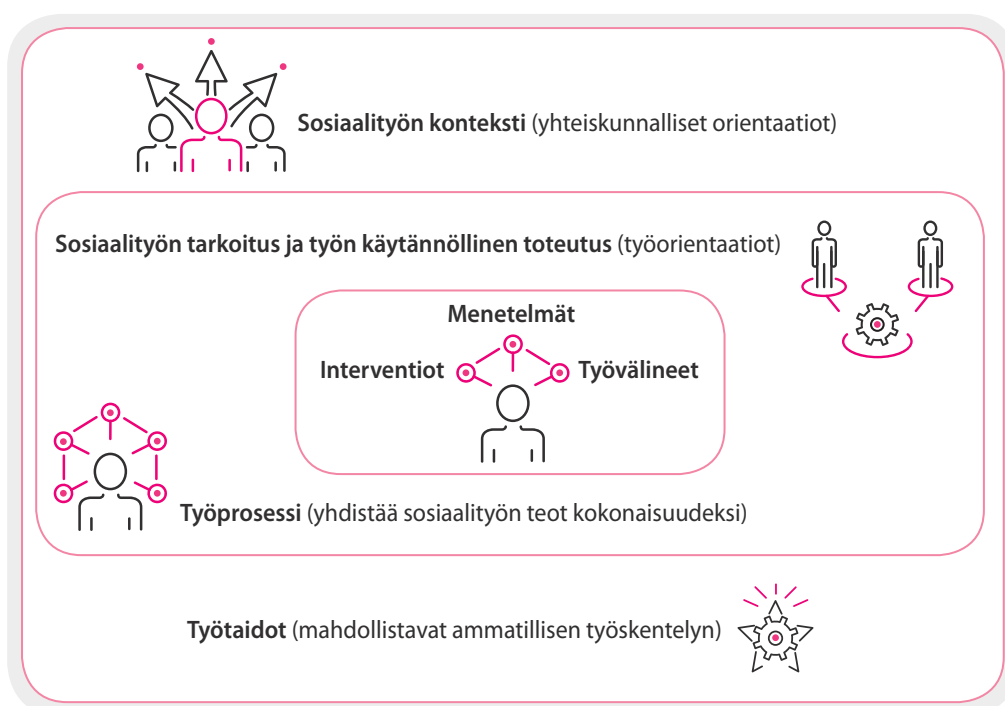 Sosiaalityön konteksti (yhteiskunnalliset orientaatiot)
Sosiaalityön tarkoitus ja työn käytännöllinen toteutus (työorientaatiot)
Menetelmät
Interventiot
Työvälineet
Työprosessi (yhdistää sosiaalityön teot kokonaisuudeksi)
Työtaidot (mahdollistavat ammatillisen työskentelyn)